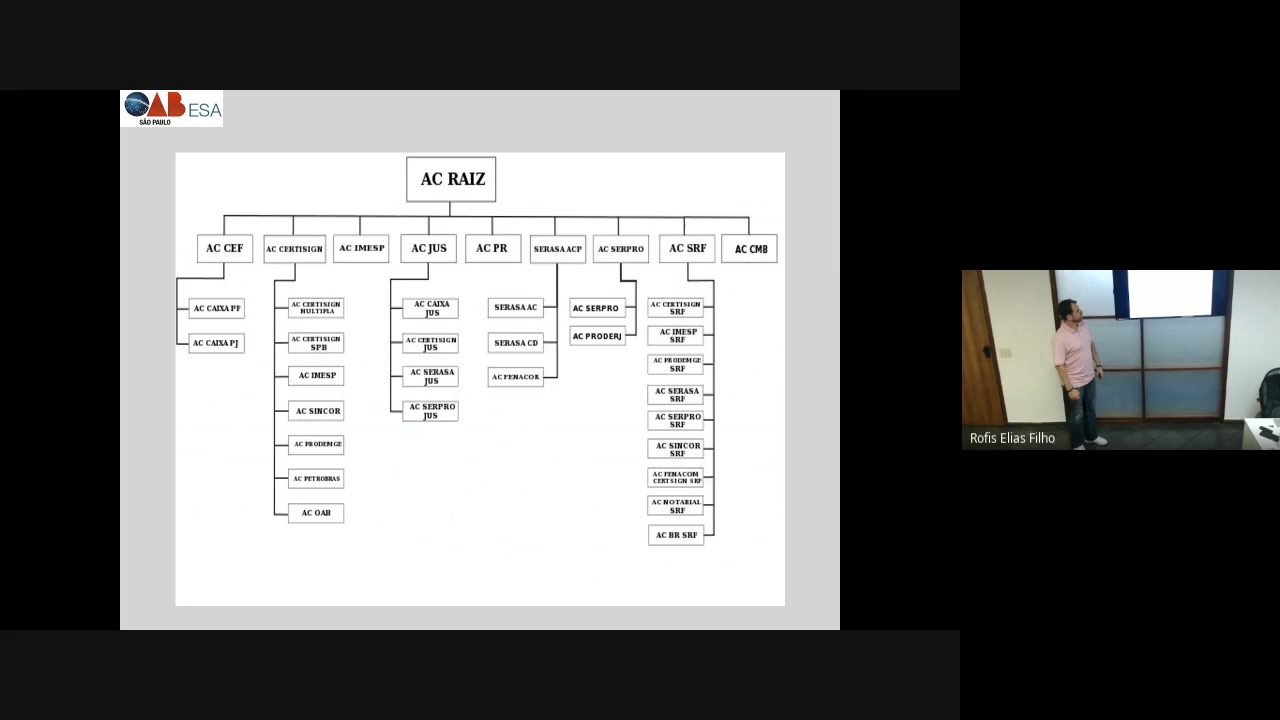 OAB ESA
SÃO PAULO
AC RAIZ
AC CEF
AC CERTISIGN
AC IMESP
AC JUS
AC PR
SERASA ACP
AC SERPRO
AC SRF
AC CMB
AC CAIXA PF
AC CAIXA PJ
AC CERTISIGN
MULTIPLA
AC CERTISIGN
SPB
AC IMESP
AC SINCOR
AC PRODEMGE
AC PETROBRAS
AC OAB
AC CAIXA
JUS
AC CERTISIGN
JUS
AC SERASA
JUS
AC SERPRO
JUS
SERASA AC
SERASA CD
AC FENACOR
AC SERPRO
AC PRODERJ
AC CERTISIGN
SRF
AC IMESP
SRF
AC PRODEMGE
SRF
AC SERASA
SRF
AC SERPRO
SRF
AC SINCOR
SRF
AC FENACOM
CERTSIGN SRF
AC NOTARIAL
SRF
AC BR SRF
Rofis Elias Filho